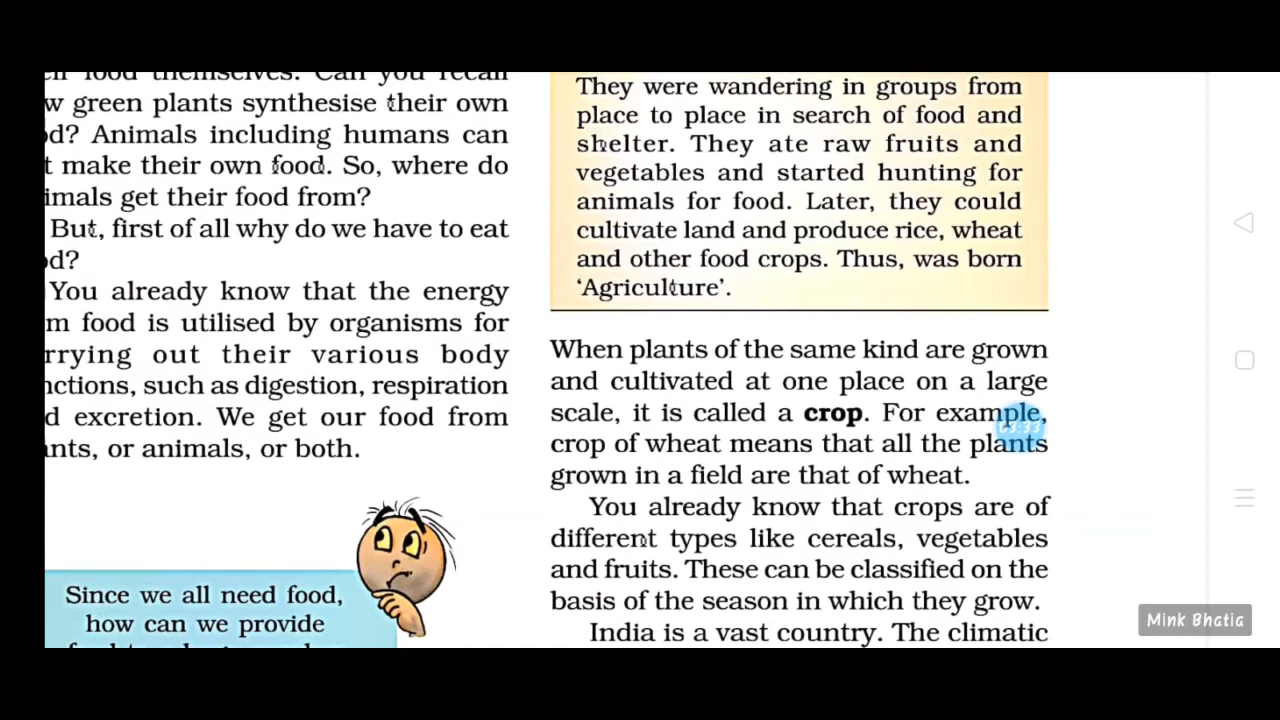 food themselves. Can you recall
w green plants synthesise their own
od? Animals including humans can
t make their own food. So, where do
imals get their food from?
But, first of all why do we have to eat
od?
You already know that the energy
m food is utilised by organisms for
rrying out their various body
nctions, such as digestion, respiration
d excretion. We get our food from
ants, or animals, or both.
Since we all need food,
how can we provide
They were wandering in groups from
place to place in search of food and
shelter. They ate raw fruits and
vegetables and started hunting for
animals for food. Later, they could
cultivate land and produce rice, wheat
and other food crops. Thus, was born
‘Agriculture’.
When plants of the same kind are grown
and cultivated at one place on a large
scale, it is called a crop. For example,
crop of wheat means that all the plants
grown in a field are that of wheat.
You already know that crops are of
different types like cereals, vegetables
and fruits. These can be classified on the
basis of the season in which they grow.
India is a vast country. The climatic
Mink Bhatia